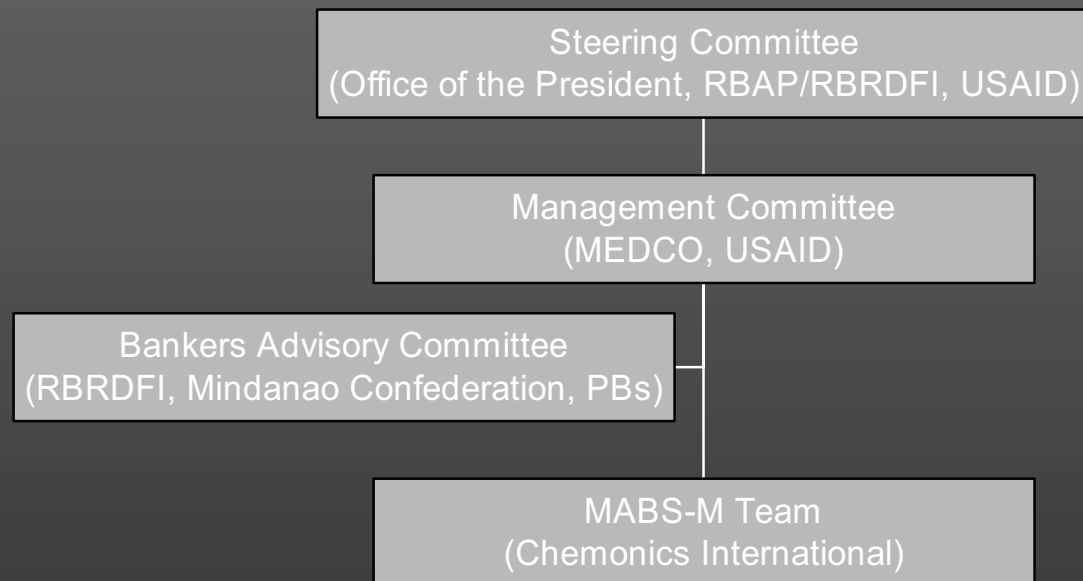 Steering Committee
(Office of the President, RBAP/RBRDFI, USAID)
Management Committee
(MEDCO, USAID)
Bankers Advisory Committee
(RBRDFI, Mindanao Confederation, PBs)
MABS-M Team
(Chemonics International)